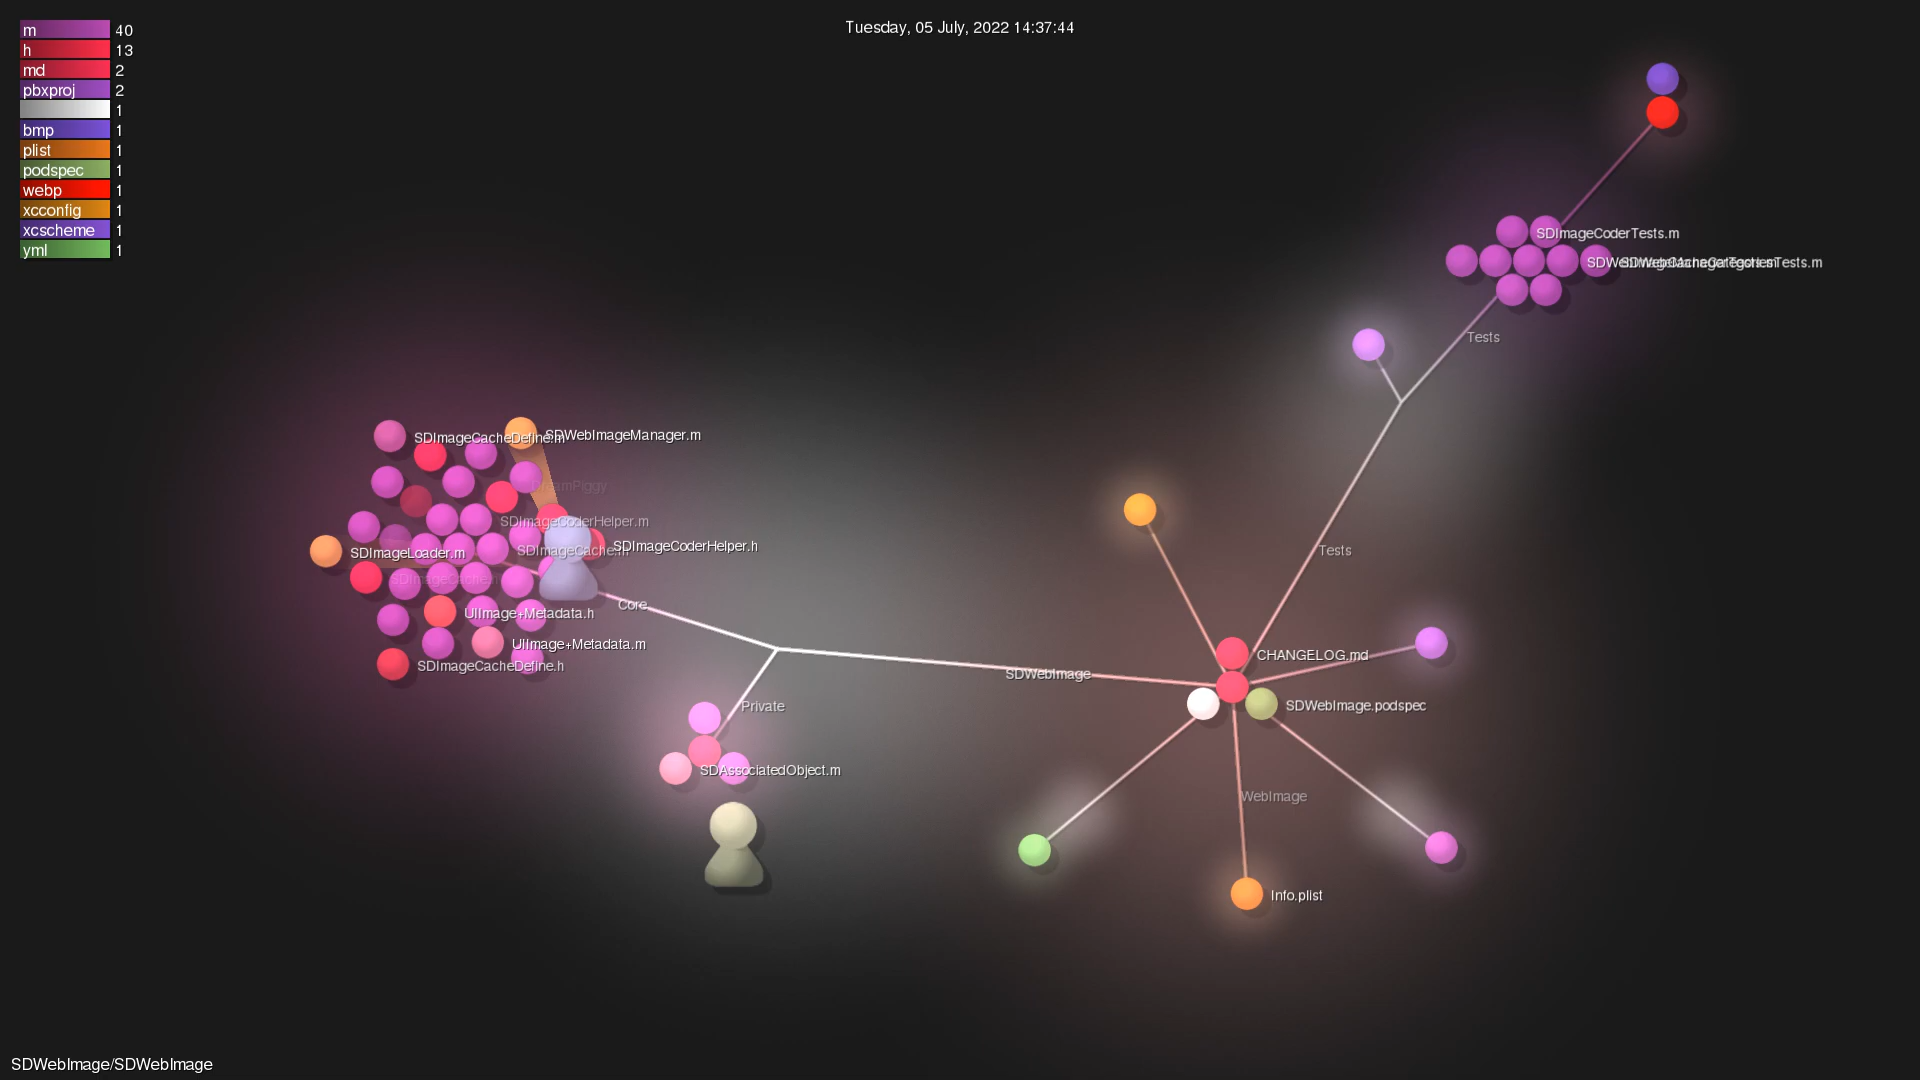 Tuesday, 05 July, 2022 14:37:44
m 40
h 13
md 2
pbxproj 2
1
bmp 1
plist 1
podspec 1
webp 1
xcconfig 1
xcscheme 1
yml 1
SDImageCoderTests.m
Tests
SDImageCacheDefine.m
SDWebImageManager.m
SDImageCoderHelper.m
SDImageCoderHelper.h
SDImageCache.m
SDImageLoader.m
SDImageCache.h
Tests
Core
UIImage+Metadata.h
UIImage+Metadata.m
SDImageCacheDefine.h
CHANGELOG.md
SDWebImage
Private
SDWebImage.podspec
SDAssociatedObject.m
WebImage
Info.plist
SDWebImage/SDWebImage